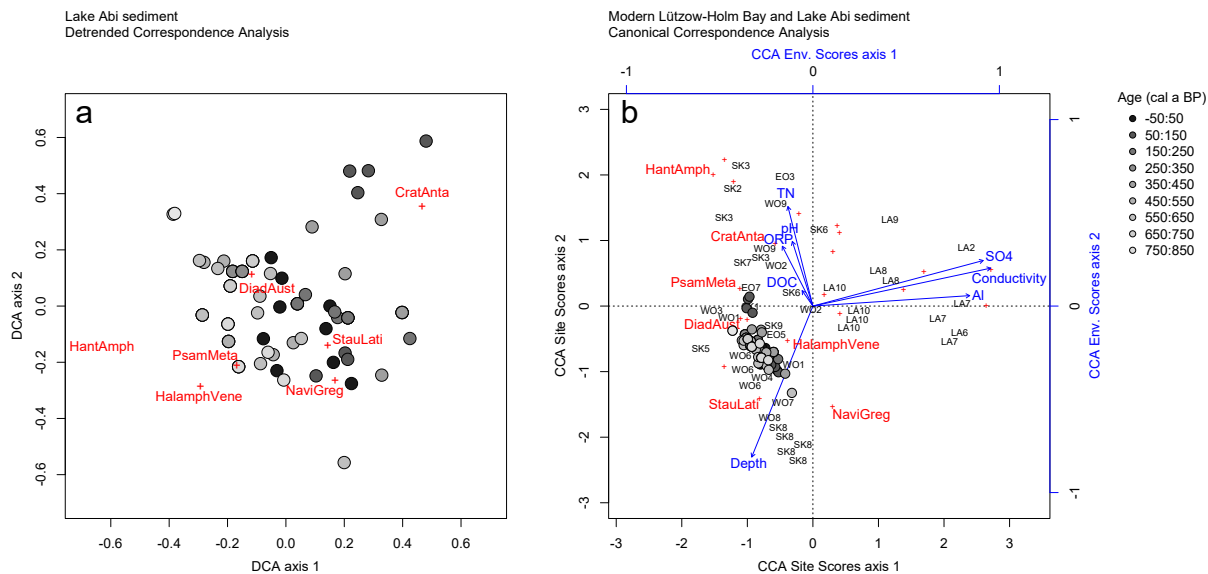 Lake Abi sediment
Detrended Correspondence Analysis
a
0.6
0.4
0.2
0.0
-0.2
-0.4
-0.6
DCA axis 2
-0.6
-0.4
-0.2
0.0
0.2
0.4
0.6
DCA axis 1
CratAnta
DiadAust
StauLati
HantAmph
PsamMeta
HalamphVene
NaviGreg
Modern Lützow-Holm Bay and Lake Abi sediment
Canonical Correspondence Analysis
CCA Env. Scores axis 1
-1
0
1
b
3
2
1
0
-1
-2
-3
CCA Site Scores axis 2
-3
-2
-1
0
1
2
3
CCA Site Scores axis 1
1
0
-1
CCA Env. Scores axis 2
HantAmph
SK3
SK2
EO3
TN
WO9
SK3
pH
SK6
LA9
CratAnta
ORP
WO9
SK3
SK7
WO2
LA2
SO4
LA8
LA8
Conductivity
PsamMeta
EO7
DOC
SK6
LA10
AI
LA7
WO3
WO2
LA10
WO1
LA10
LA7
DiadAust
SK9
LA10
EO5
LA6
LA7
HalamphVene
SK5
WO6
WO6
WO1
WO4
WO6
StauLati
WO7
NaviGreg
WO8
SK8
SK8
SK8
SK8
SK8
Depth
Age (cal a BP)
-50:50
50:150
150:250
250:350
350:450
450:550
550:650
650:750
750:850